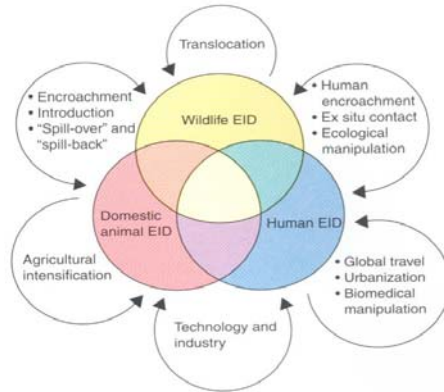 Translocation
• Encroachment
• Introduction
• “Spill-over” and
“spill-back”
• Human
encroachment
• Ex situ contact
• Ecological
manipulation
Wildlife EID
Domestic
animal EID
Human EID
Agricultural
intensification
• Global travel
• Urbanization
• Biomedical
manipulation
Technology and
industry